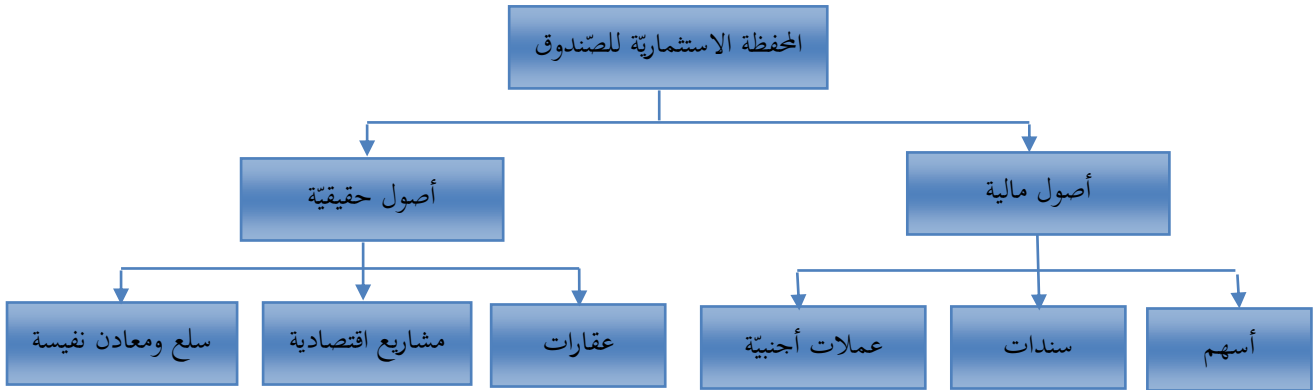 المحفظة الاستثماريّة للصّندوق
أصول مالية
أصول حقيقيّة
أسهم
سندات
عملات أجنبيّة
عقارات
مشاريع اقتصادية
سلع ومعادن نفيسة